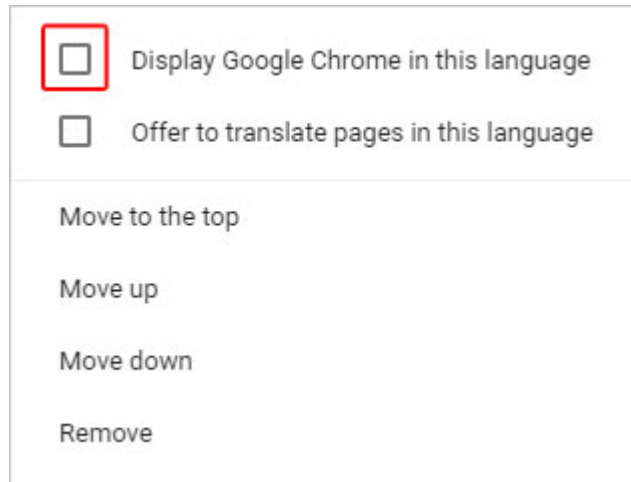 Display Google Chrome in this language
Offer to translate pages in this language
Move to the top
Move up
Move down
Remove